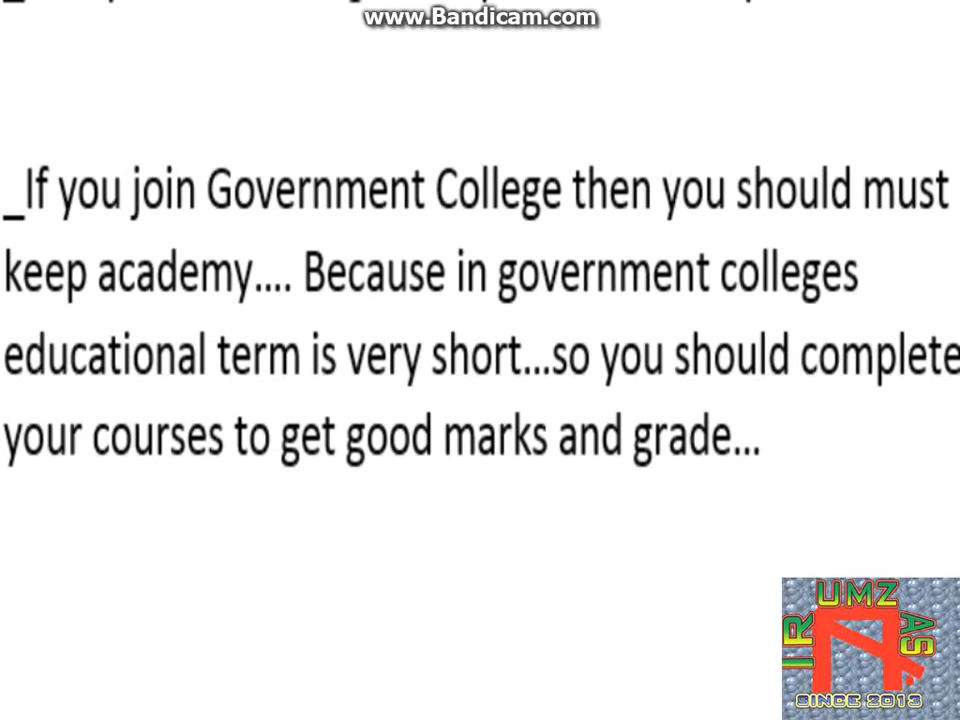 www.Bandicam.com
_If you join Government College then you should must
keep academy.... Because in government colleges
educational term is very short...so you should complete
your courses to get good marks and grade...
UMZ
IR
AS
SINCE 2013